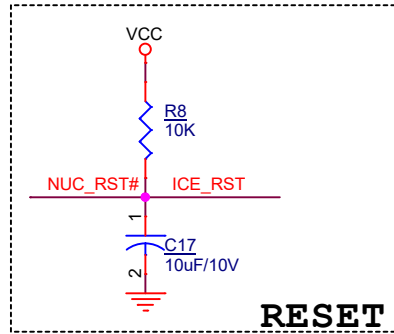 VCC
R8
10K
NUC_RST# ICE_RST
1
C17
10uF/10V
2
RESET